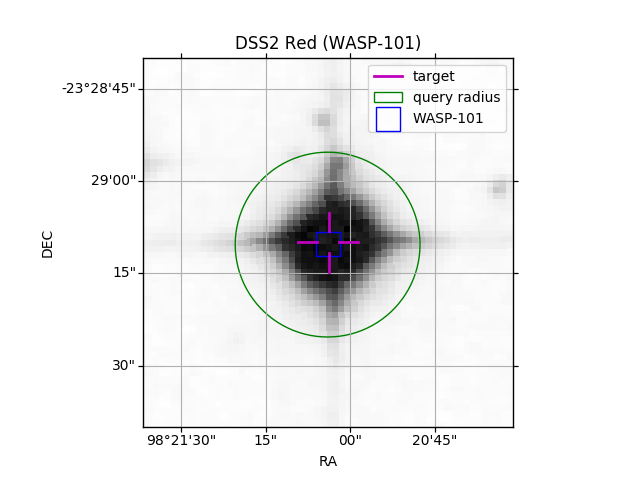 DSS2 Red (WASP-101)
target
query radius
WASP-101
-23°28'45"
29'00"
15"
30"
DEC
98°21'30"
15"
00"
20'45"
RA